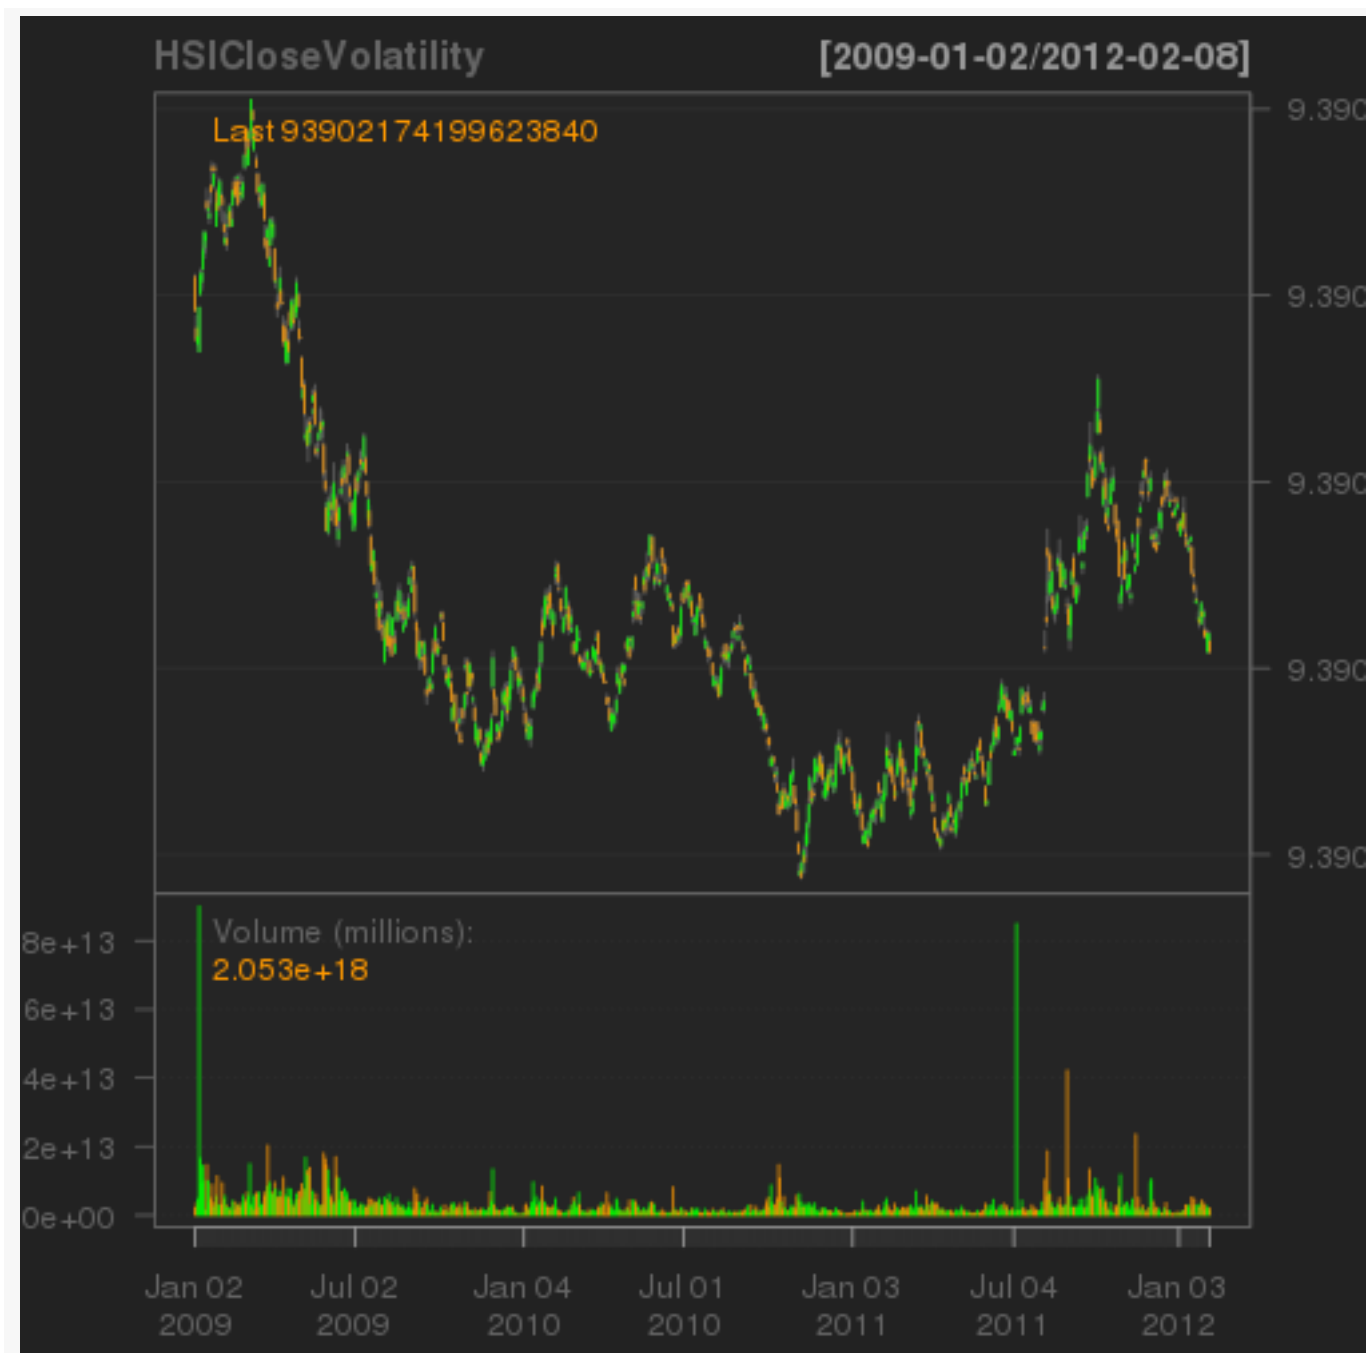 HSICloseVolatility [2009-01-02/2012-02-08]
Last 93902174199623840
9.390
9.390
9.390
9.390
9.390
Volume (millions):
2.053e+18
8e+13
6e+13
4e+13
2e+13
0e+00
Jan 02 Jul 02 Jan 04 Jul 01 Jan 03 Jul 04 Jan 03
2009 2009 2010 2010 2011 2011 2012